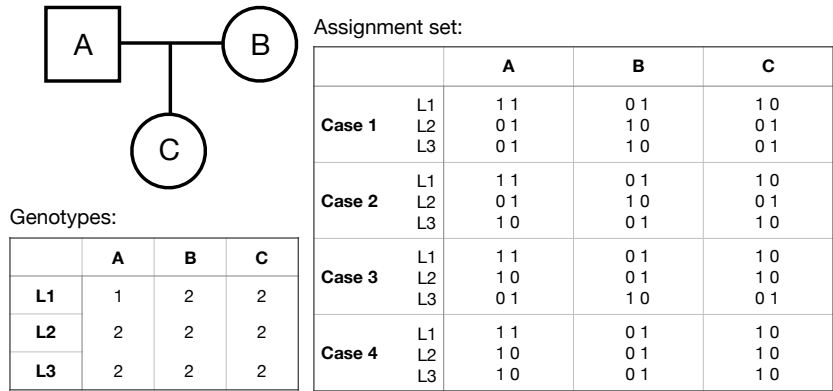 A
B
C
Genotypes:
A B C
L1 1 2 2
L2 2 2 2
L3 2 2 2
Assignment set:
A B C
Case 1
L1 1 1 0 1 1 0
L2 0 1 1 0 0 1
L3 0 1 1 0 0 1
Case 2
L1 1 1 0 1 1 0
L2 0 1 1 0 0 1
L3 1 0 0 1 1 0
Case 3
L1 1 1 0 1 1 0
L2 1 0 0 1 1 0
L3 0 1 1 0 0 1
Case 4
L1 1 1 0 1 1 0
L2 1 0 0 1 1 0
L3 1 0 0 1 1 0